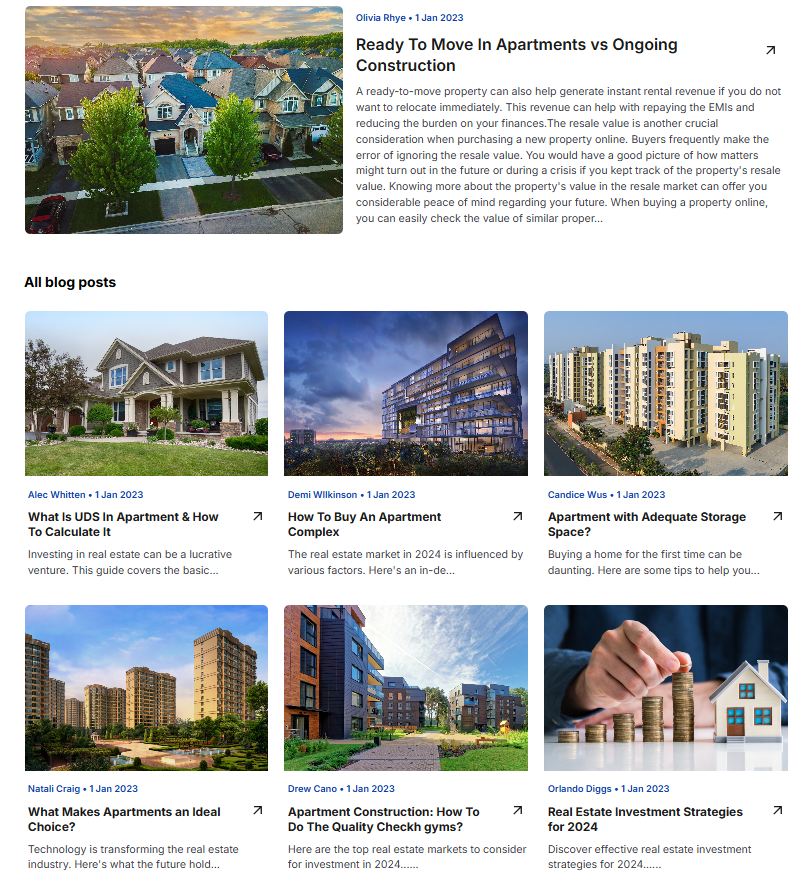 Olivia Rhye • 1 Jan 2023
Ready To Move In Apartments vs Ongoing
Construction
A ready-to-move property can also help generate instant rental revenue if you do not
want to relocate immediately. This revenue can help with repaying the EMIs and
reducing the burden on your finances.The resale value is another crucial
consideration when purchasing a new property online. Buyers frequently make the
error of ignoring the resale value. You would have a good picture of how matters
might turn out in the future or during a crisis if you kept track of the property's resale
value. Knowing more about the property's value in the resale market can offer you
considerable peace of mind regarding your future. When buying a property online,
you can easily check the value of similar proper...
All blog posts
Alec Whitten • 1 Jan 2023
What Is UDS In Apartment & How
To Calculate It
Investing in real estate can be a lucrative
venture. This guide covers the basic...
Demi WIlkinson • 1 Jan 2023
How To Buy An Apartment
Complex
The real estate market in 2024 is influenced by
various factors. Here's an in-de...
Candice Wus • 1 Jan 2023
Apartment with Adequate Storage
Space?
Buying a home for the first time can be
daunting. Here are some tips to help you...
Natali Craig • 1 Jan 2023
What Makes Apartments an Ideal
Choice?
Technology is transforming the real estate
industry. Here's what the future hold...
Drew Cano • 1 Jan 2023
Apartment Construction: How To
Do The Quality Checkh gyms?
Here are the top real estate markets to consider
for investment in 2024......
Orlando Diggs • 1 Jan 2023
Real Estate Investment Strategies
for 2024
Discover effective real estate investment
strategies for 2024......